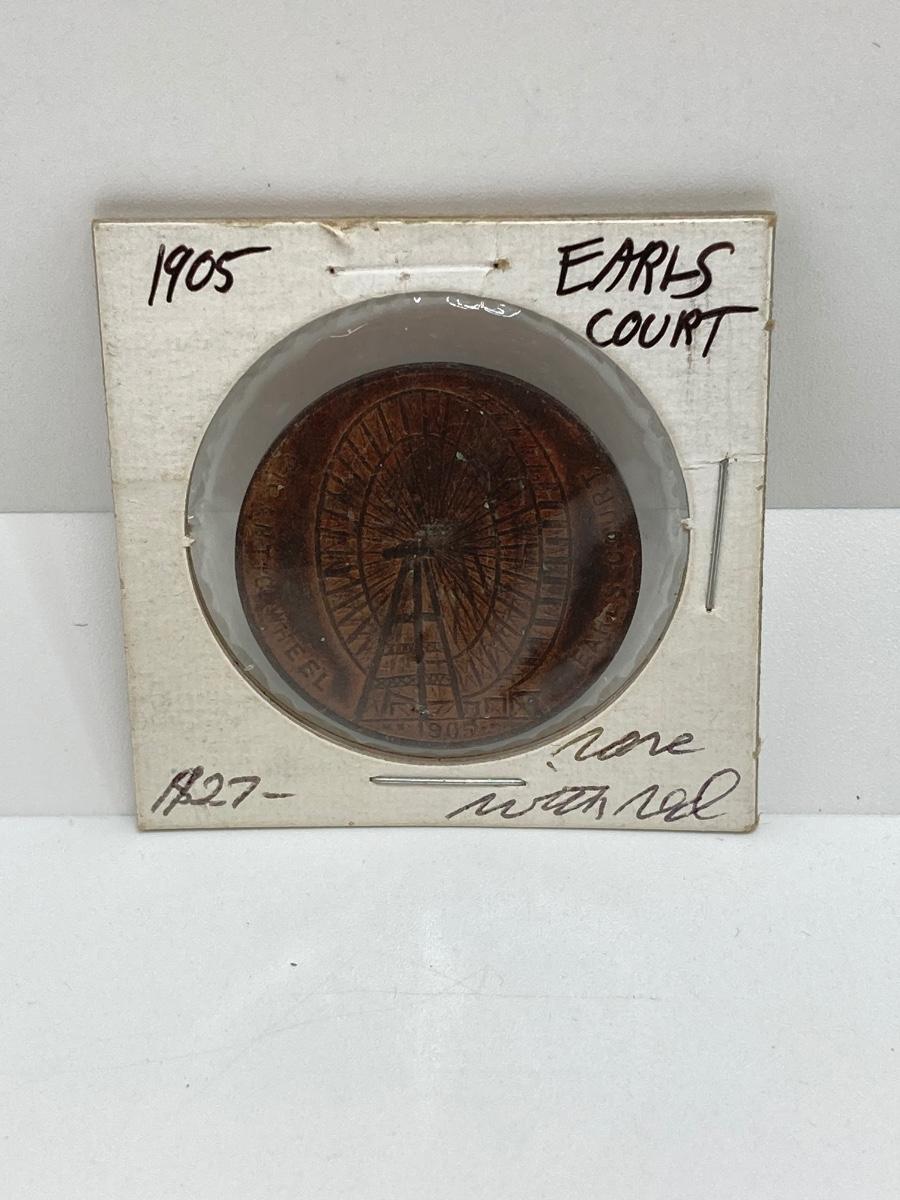 1905
EARLS
COURT
GIGANTIC WHEEL
EARLS COURT
1905
$27-
rare
with red